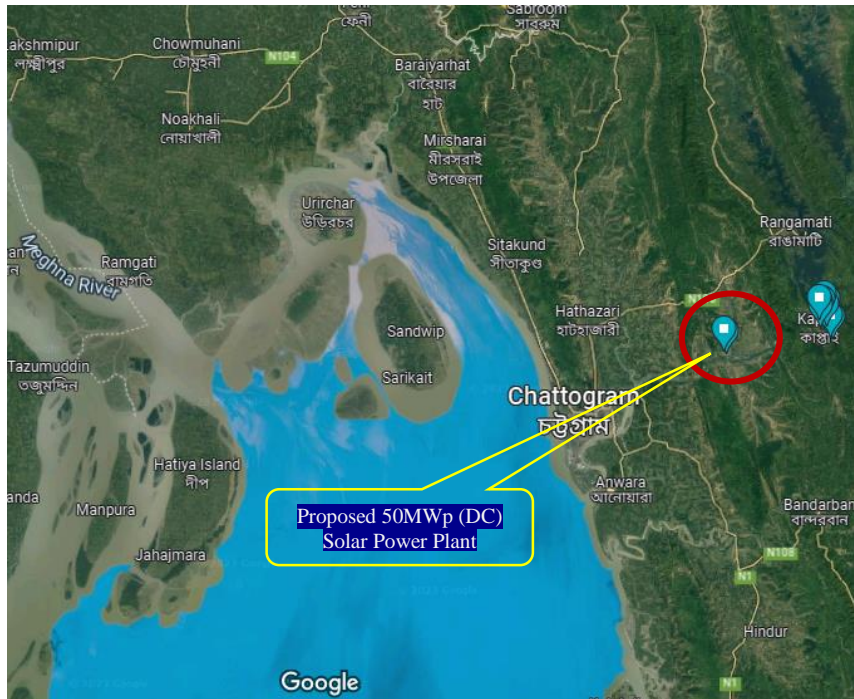 Sabroom
সাবরুম
ফেনী
Lakshmipur
লক্ষ্মীপুর
Chowmuhani
চৌমুহনী
N104
Baraiyarhat
বারৈয়ার
হাট
Noakhali
নোয়াখালী
Mirsharai
মীরসরাই
উপজেলা
Urirchar
উড়িরচর
Rangamati
রাঙামাটি
Meghna River
Ramgati
রামগতি
Sitakund
সীতাকুণ্ড
Hathazari
হাটহাজারী
Sandwip
কাপ্তাই
Tazumuddin
তজুমদ্দিন
Sarikait
Chattogram
চট্টগ্রাম
Hatiya Island
দীপ
Anwara
আনোয়ারা
Manpura
Proposed 50MWp (DC)
Solar Power Plant
Bandarban
বান্দরবান
Jahajmara
N108
N1
Hindur
Google
N1